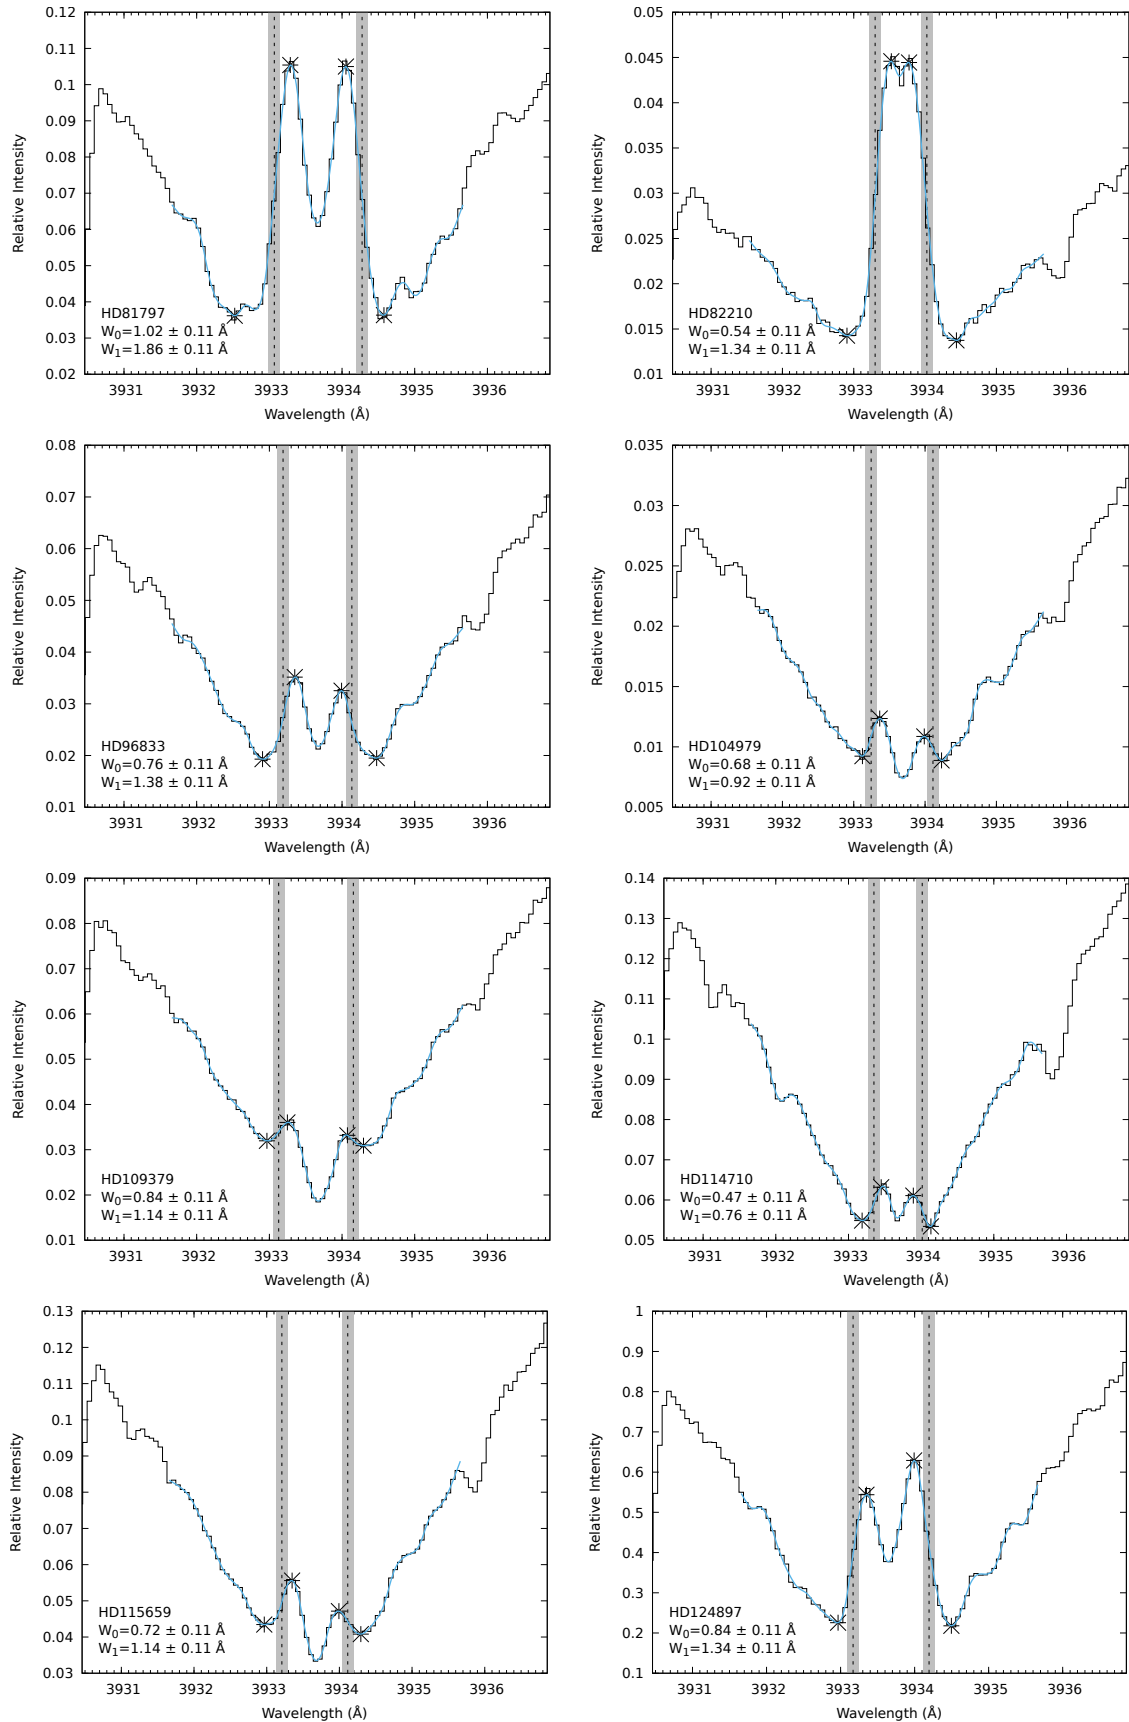 0.12
0.11
0.1
0.09
0.08
0.07
0.06
0.05
0.04
0.03
0.02
Relative Intensity
HD81797
W0=1.02 ± 0.11 Å
W1=1.86 ± 0.11 Å
3931 3932 3933 3934 3935 3936
Wavelength (Å)
0.05
0.045
0.04
0.035
0.03
0.025
0.02
0.015
0.01
Relative Intensity
HD82210
W0=0.54 ± 0.11 Å
W1=1.34 ± 0.11 Å
3931 3932 3933 3934 3935 3936
Wavelength (Å)
0.08
0.07
0.06
0.05
0.04
0.03
0.02
0.01
Relative Intensity
HD96833
W0=0.76 ± 0.11 Å
W1=1.38 ± 0.11 Å
3931 3932 3933 3934 3935 3936
Wavelength (Å)
0.035
0.03
0.025
0.02
0.015
0.01
0.005
Relative Intensity
HD104979
W0=0.68 ± 0.11 Å
W1=0.92 ± 0.11 Å
3931 3932 3933 3934 3935 3936
Wavelength (Å)
0.09
0.08
0.07
0.06
0.05
0.04
0.03
0.02
0.01
Relative Intensity
HD109379
W0=0.84 ± 0.11 Å
W1=1.14 ± 0.11 Å
3931 3932 3933 3934 3935 3936
Wavelength (Å)
0.14
0.13
0.12
0.11
0.1
0.09
0.08
0.07
0.06
0.05
Relative Intensity
HD114710
W0=0.47 ± 0.11 Å
W1=0.76 ± 0.11 Å
3931 3932 3933 3934 3935 3936
Wavelength (Å)
0.13
0.12
0.11
0.1
0.09
0.08
0.07
0.06
0.05
0.04
0.03
Relative Intensity
HD115659
W0=0.72 ± 0.11 Å
W1=1.14 ± 0.11 Å
3931 3932 3933 3934 3935 3936
Wavelength (Å)
1
0.9
0.8
0.7
0.6
0.5
0.4
0.3
0.2
0.1
Relative Intensity
HD124897
W0=0.84 ± 0.11 Å
W1=1.34 ± 0.11 Å
3931 3932 3933 3934 3935 3936
Wavelength (Å)